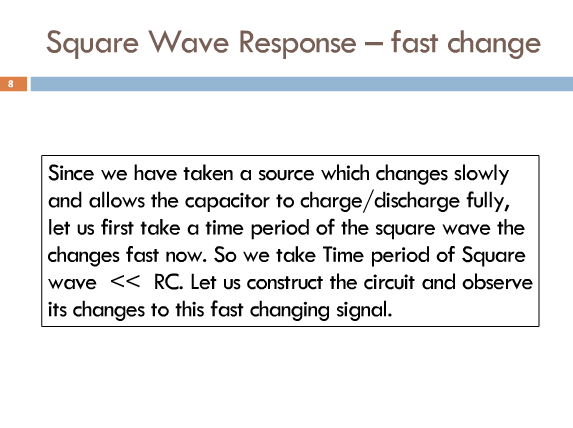 Square Wave Response – fast change
8
Since we have taken a source which changes slowly
and allows the capacitor to charge/discharge fully,
let us first take a time period of the square wave the
changes fast now. So we take Time period of Square
wave << RC. Let us construct the circuit and observe
its changes to this fast changing signal.